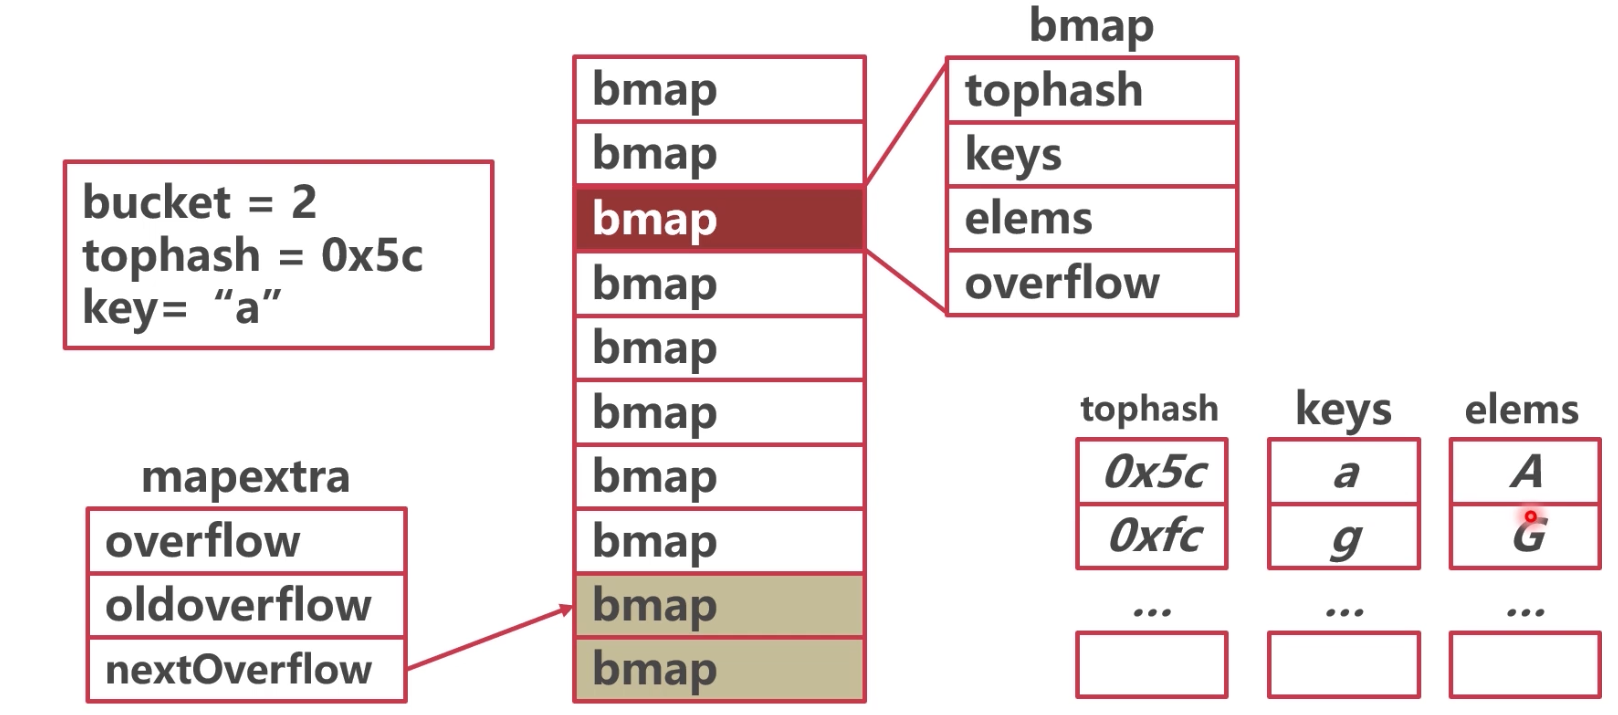 bucket = 2
tophash = 0x5c
key= “a”
mapextra
overflow
oldoverflow
nextOverflow
bmap
bmap
bmap
bmap
bmap
bmap
bmap
bmap
bmap
bmap
bmap
tophash
keys
elems
overflow
tophash keys elems
0x5c a A
0xfc g G
... ... ...